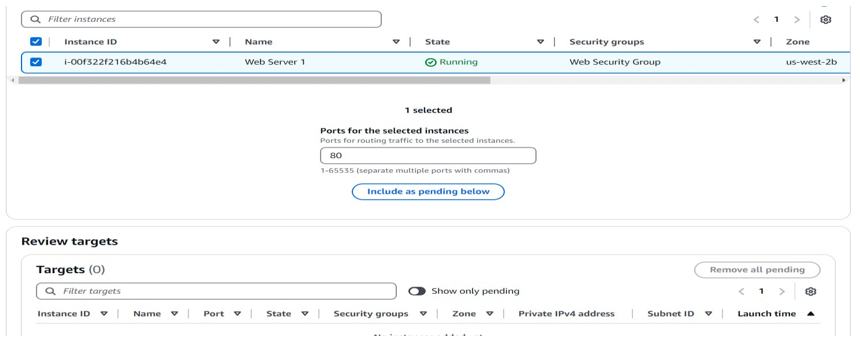 Filter instances
1
Instance ID Name State Security groups Zone
i-00f322f216b4b64e4 Web Server 1 Running Web Security Group us-west-2b
1 selected
Ports for the selected instances
Ports for routing traffic to the selected instances.
80
1-65535 (separate multiple ports with commas)
Include as pending below
Review targets
Targets (0) Remove all pending
Filter targets Show only pending 1
Instance ID Name Port State Security groups Zone Private IPv4 address Subnet ID Launch time